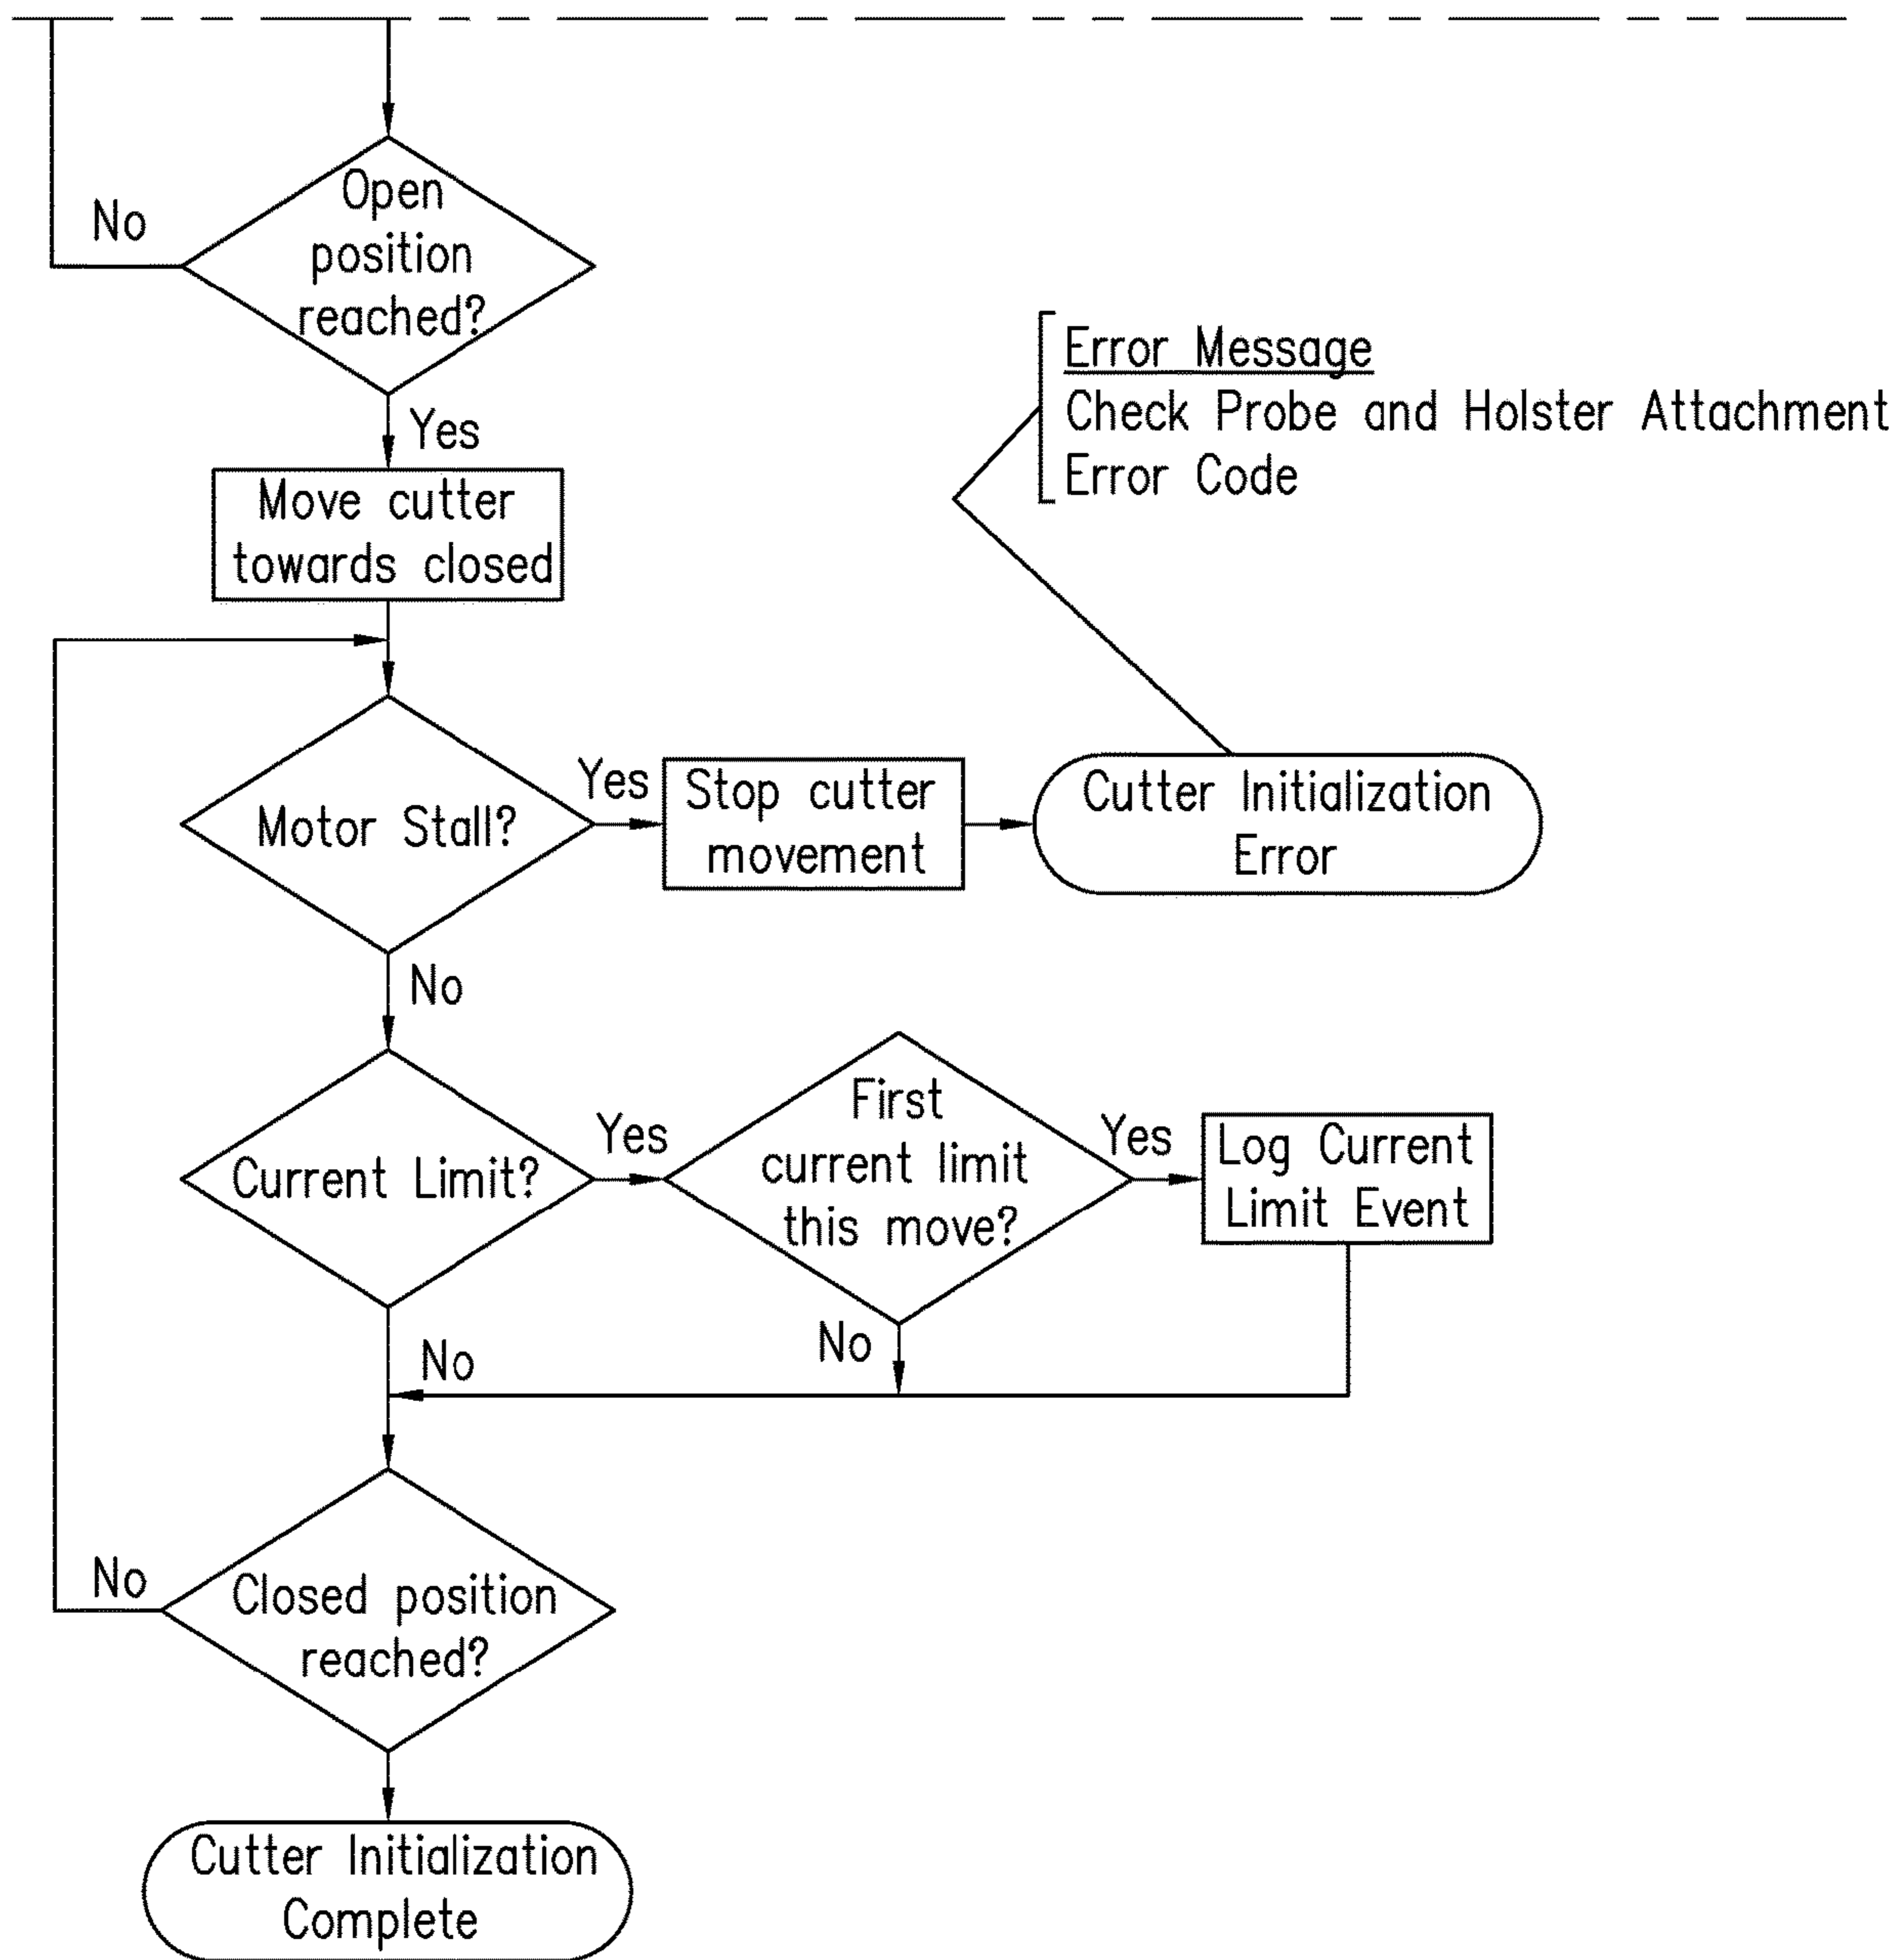 Open
position
reached?
No
Yes
Error Message
Check Probe and Holster Attachment
Error Code
Move cutter
towards closed
Motor Stall?
Yes
Stop cutter
movement
Cutter Initialization
Error
No
Current Limit?
Yes
First
current limit
this move?
Yes
Log Current
Limit Event
No
No
Closed position
reached?
No
Cutter Initialization
Complete